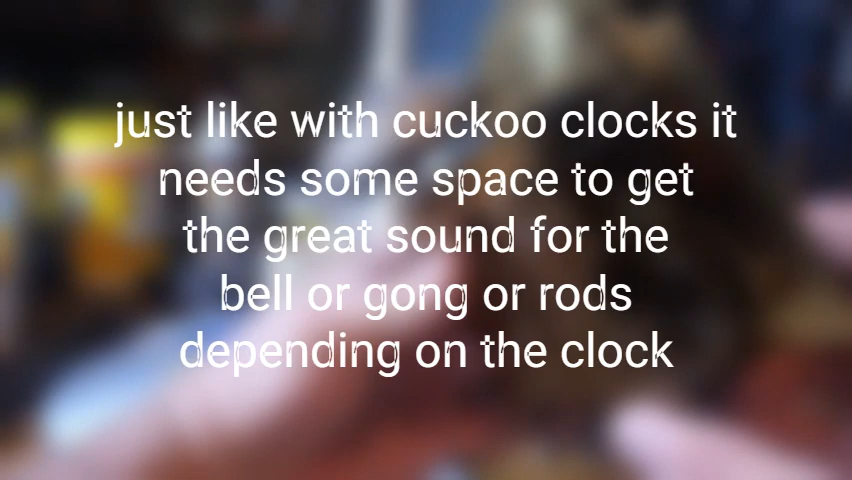 just like with cuckoo clocks it
needs some space to get
the great sound for the
bell or gong or rods
depending on the clock